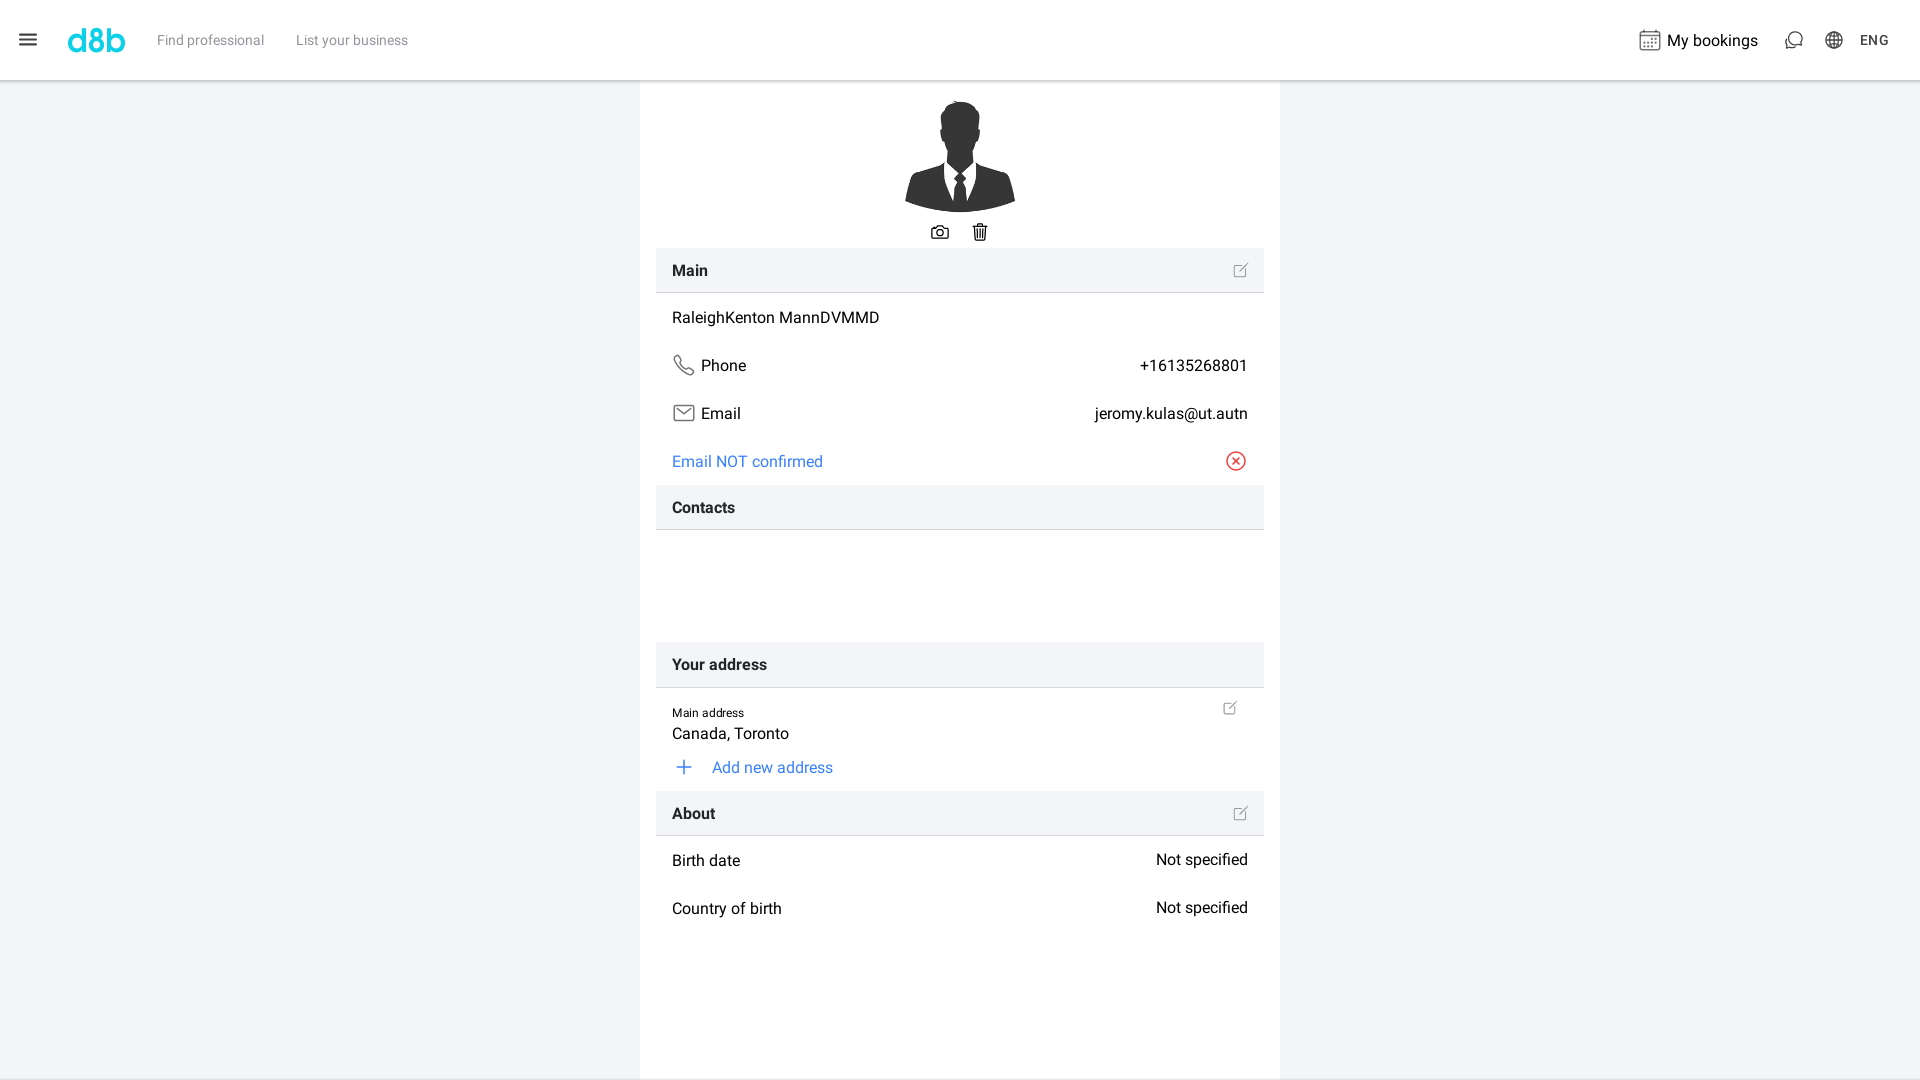 d8b Find professional List your business My bookings ENG
Main
RaleighKenton MannDVMMD
Phone +16135268801
Email jeromy.kulas@ut.autn
Email NOT confirmed
Contacts
Your address
Main address
Canada, Toronto
Add new address
About
Birth date Not specified
Country of birth Not specified